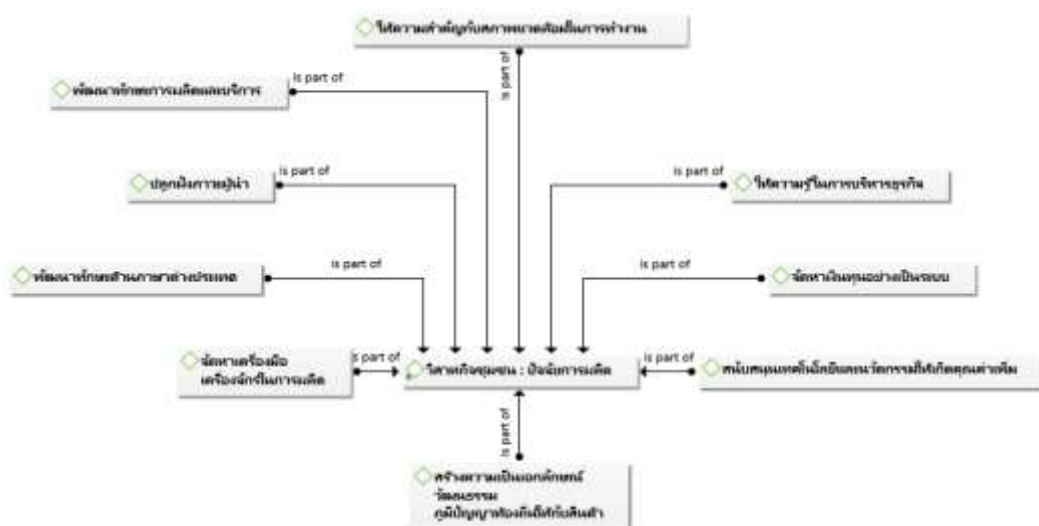 ให้ความสำคัญกับสภาพแวดล้อมในการทำงาน
is part of
is part of
พัฒนาทักษะการผลิตและบริการ
is part of
ปลูกฝังภาวะผู้นำ
is part of
ให้ความรู้ในการบริหารธุรกิจ
is part of
พัฒนาทักษะด้านภาษาต่างประเทศ
is part of
จัดหาเงินทุนอย่างเป็นระบบ
จัดหาเครื่องมือ
เครื่องจักรในการผลิต
is part of
วิสาหกิจชุมชน : ปัจจัยการผลิต
is part of
สนับสนุนเทคโนโลยีและนวัตกรรมให้เกิดคุณค่าเพิ่ม
is part of
สร้างความเป็นเอกลักษณ์
วัฒนธรรม
ภูมิปัญญาท้องถิ่นให้กับสินค้า